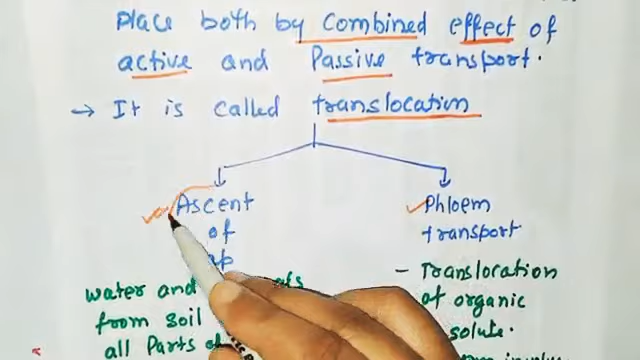 Place both by combined effect of
active and Passive transport.
→ It is called translocation
Ascent
of
Phloem
transport
water and
from soil
all Parts of
- Translocation
of organic
solute.